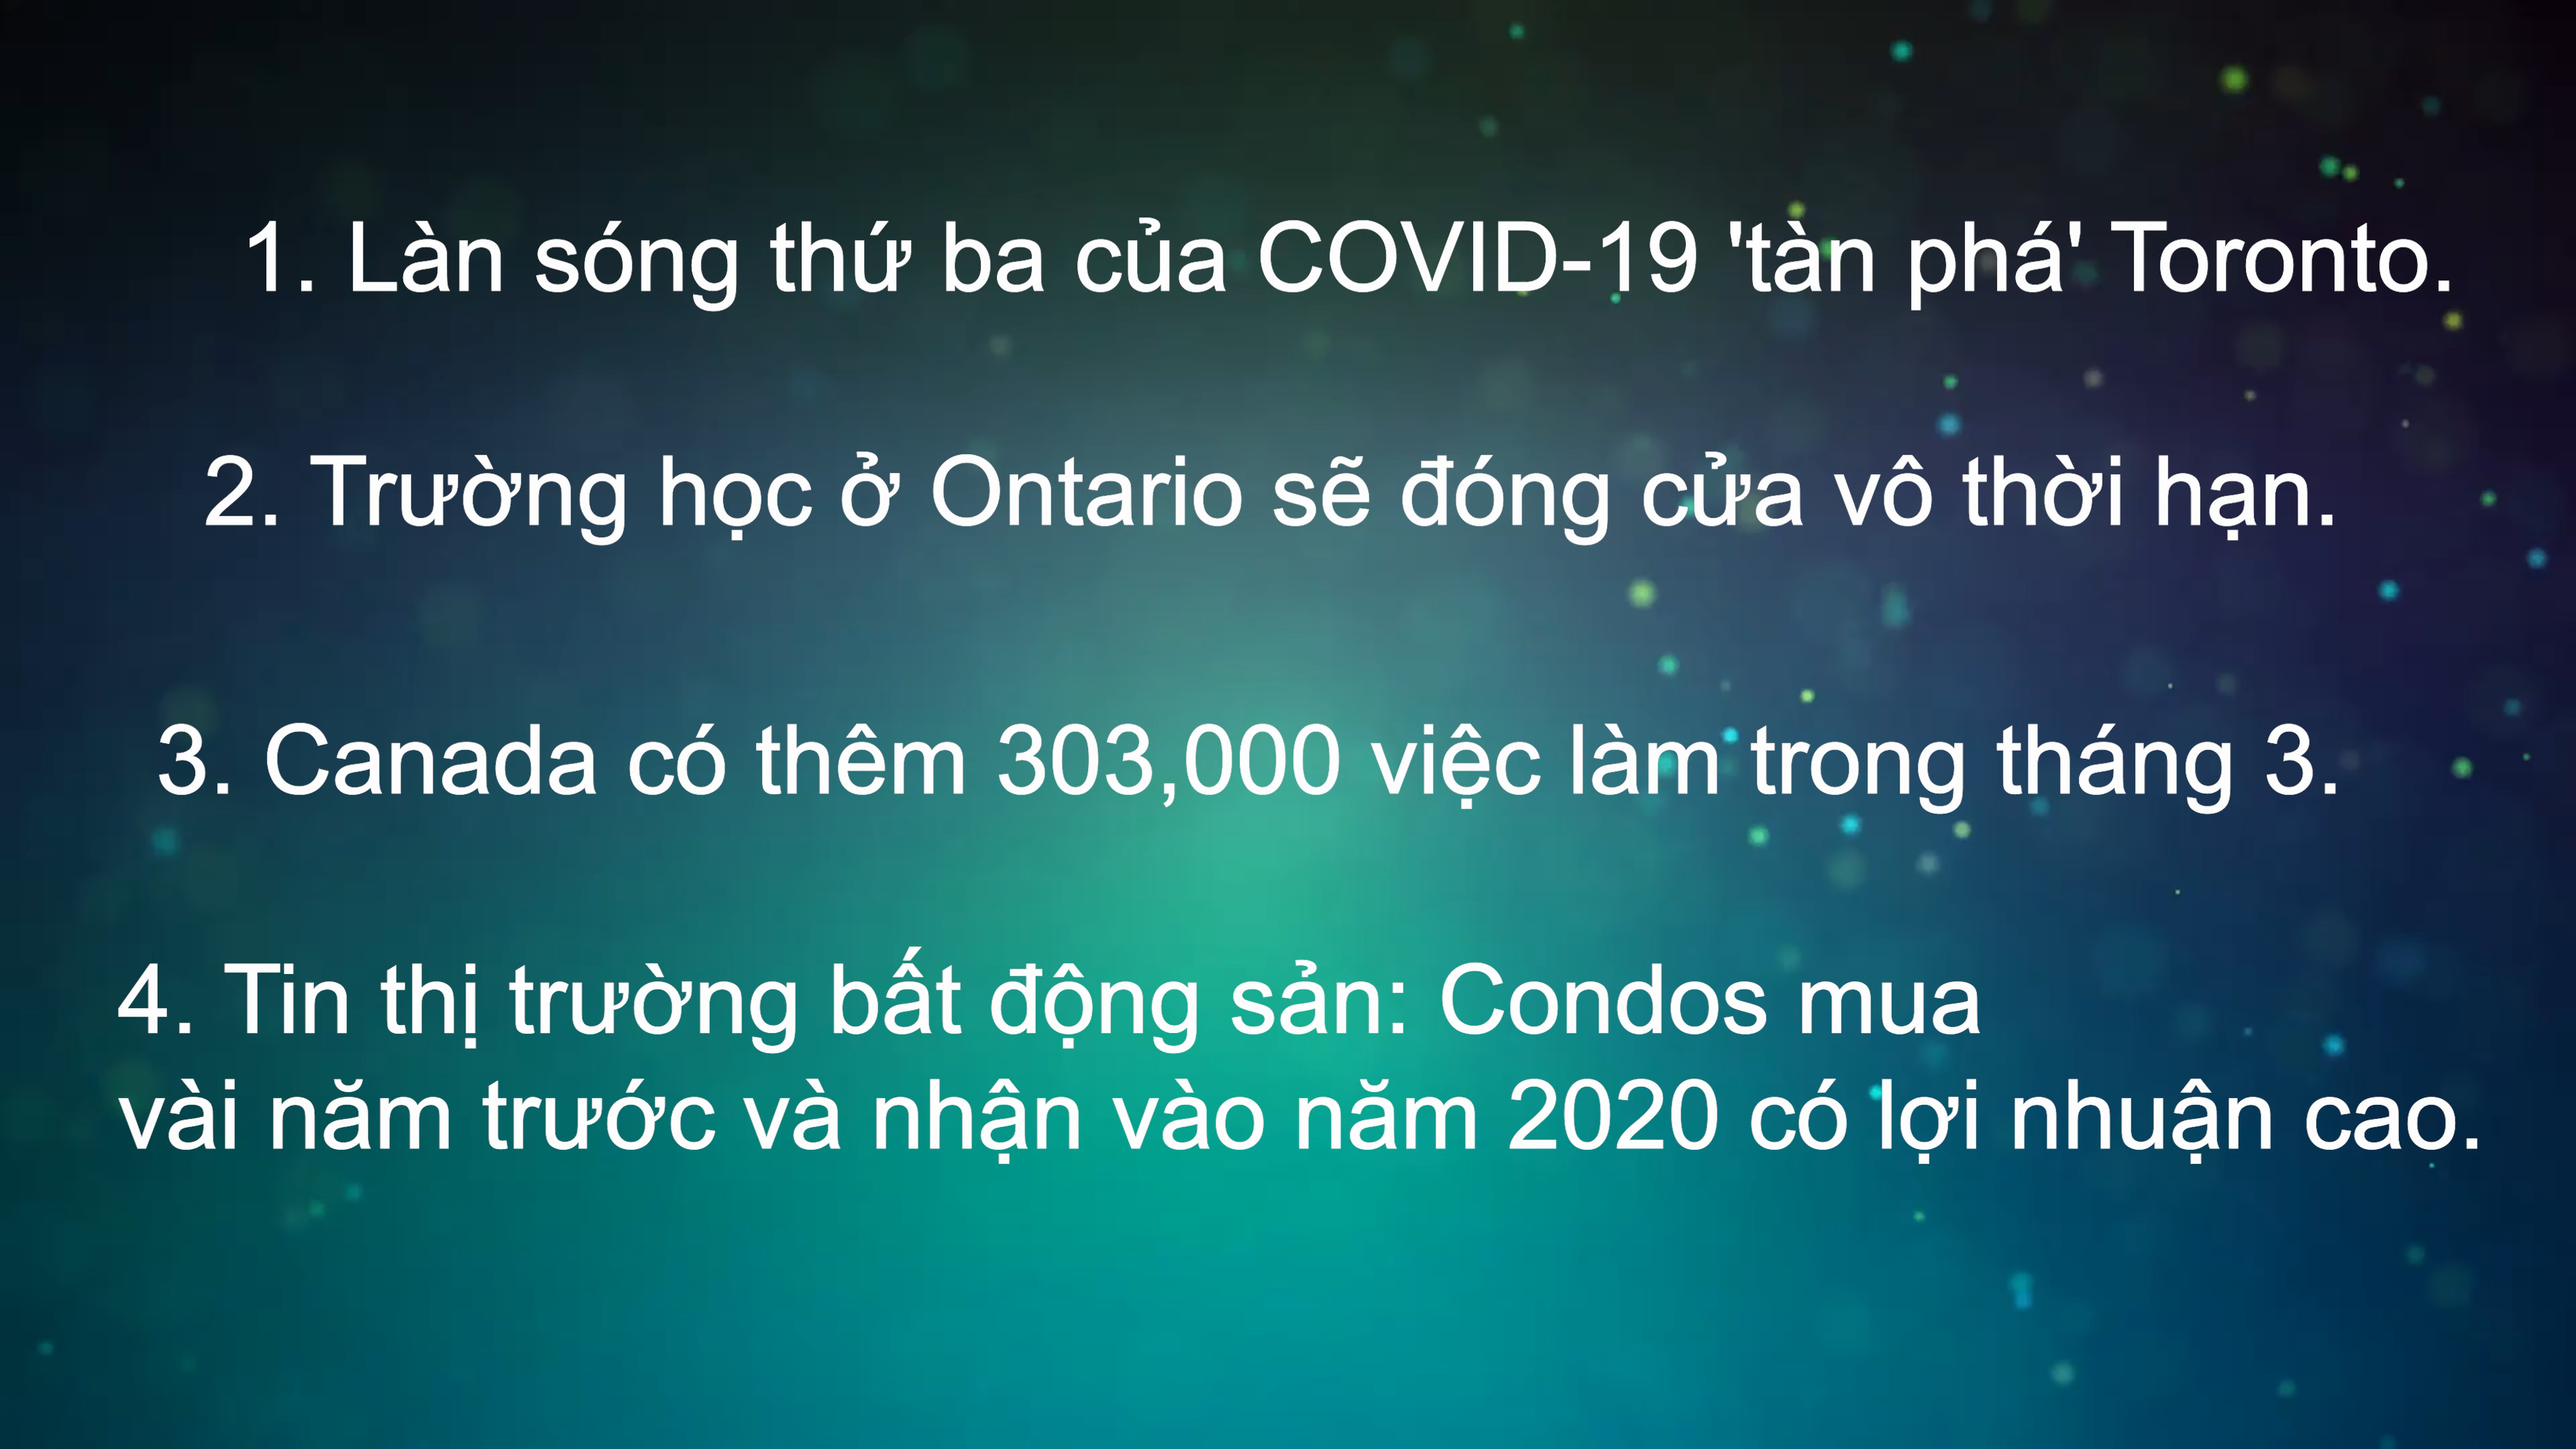 1. Làn sóng thứ ba của COVID-19 'tàn phá' Toronto.
2. Trường học ở Ontario sẽ đóng cửa vô thời hạn.
3. Canada có thêm 303,000 việc làm trong tháng 3.
4. Tin thị trường bất động sản: Condos mua
vài năm trước và nhận vào năm 2020 có lợi nhuận cao.